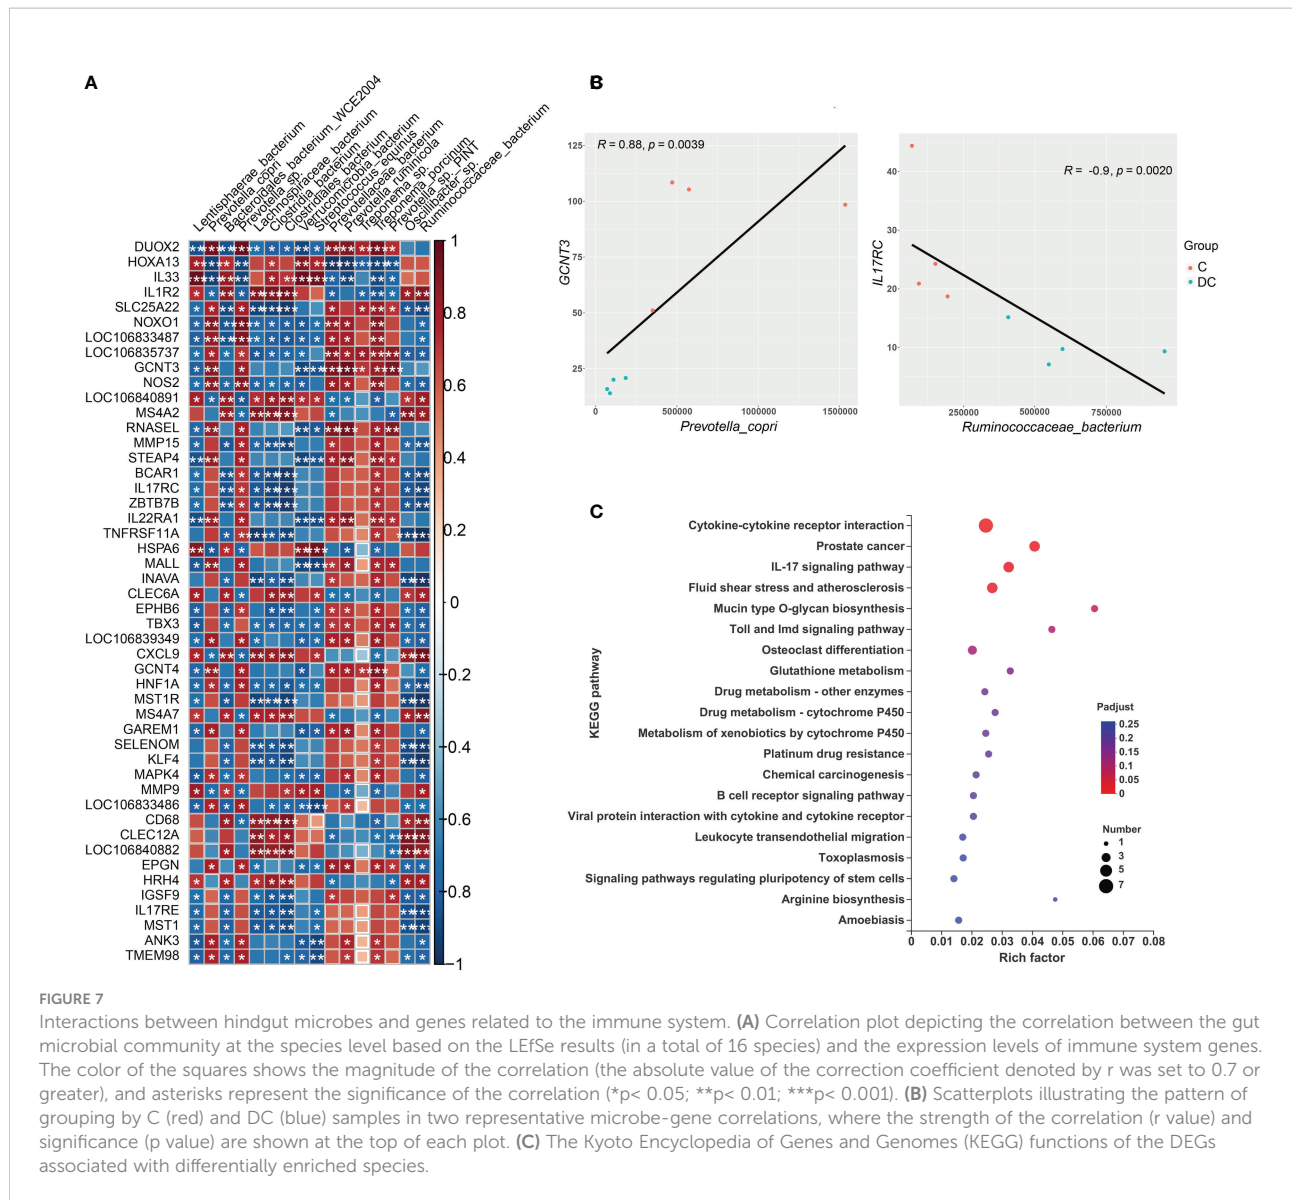 A
B
Lentisphaerae_bacterium
Prevotella_copri
Bacteroidales_bacterium_WCE2004
Prevotella_sp.
Lachnospiraceae_bacterium
Clostridia_bacterium
Clostridiales_bacterium
Verrucomicrobia_bacterium
Streptococcus_equinus
Prevotellaceae_bacterium
Prevotella_ruminicola
Treponema_sp.
Treponema_porcinum
Prevotella_sp._PINT
Oscillibacter_sp.
Ruminococcaceae_bacterium
DUOX2
HOXA13
IL33
IL1R2
SLC25A22
NOXO1
LOC106833487
LOC106835737
GCNT3
NOS2
LOC106840891
MS4A2
RNASEL
MMP15
STEAP4
BCAR1
IL17RC
ZBTB7B
IL22RA1
TNFRSF11A
HSPA6
MALL
INAVA
CLEC6A
EPHB6
TBX3
LOC106839349
CXCL9
GCNT4
HNF1A
MST1R
MS4A7
GAREM1
SELENOM
KLF4
MAPK4
MMP9
LOC106833486
CD68
CLEC12A
LOC106840882
EPGN
HRH4
IGSF9
IL17RE
MST1
ANK3
TMEM98
1
0.8
0.6
0.4
0.2
0
−0.2
−0.4
−0.6
−0.8
−1
R = 0.88, p = 0.0039
125
100
75
50
25
GCNT3
0
500000
1000000
1500000
Prevotella_copri
R = -0.9, p = 0.0020
40
30
20
10
IL17RC
250000
500000
750000
Ruminococcaceae_bacterium
Group
C
DC
C
KEGG pathway
Cytokine-cytokine receptor interaction
Prostate cancer
IL-17 signaling pathway
Fluid shear stress and atherosclerosis
Mucin type O-glycan biosynthesis
Toll and Imd signaling pathway
Osteoclast differentiation
Glutathione metabolism
Drug metabolism - other enzymes
Drug metabolism - cytochrome P450
Metabolism of xenobiotics by cytochrome P450
Platinum drug resistance
Chemical carcinogenesis
B cell receptor signaling pathway
Viral protein interaction with cytokine and cytokine receptor
Leukocyte transendothelial migration
Toxoplasmosis
Signaling pathways regulating pluripotency of stem cells
Arginine biosynthesis
Amoebiasis
0 0.01 0.02 0.03 0.04 0.05 0.06 0.07 0.08
Rich factor
Padjust
0.25
0.2
0.15
0.1
0.05
0
Number
1
3
5
7
FIGURE 7
Interactions between hindgut microbes and genes related to the immune system. (A) Correlation plot depicting the correlation between the gut
microbial community at the species level based on the LEfSe results (in a total of 16 species) and the expression levels of immune system genes.
The color of the squares shows the magnitude of the correlation (the absolute value of the correction coefficient denoted by r was set to 0.7 or
greater), and asterisks represent the significance of the correlation (*p< 0.05; **p< 0.01; ***p< 0.001). (B) Scatterplots illustrating the pattern of
grouping by C (red) and DC (blue) samples in two representative microbe-gene correlations, where the strength of the correlation (r value) and
significance (p value) are shown at the top of each plot. (C) The Kyoto Encyclopedia of Genes and Genomes (KEGG) functions of the DEGs
associated with differentially enriched species.